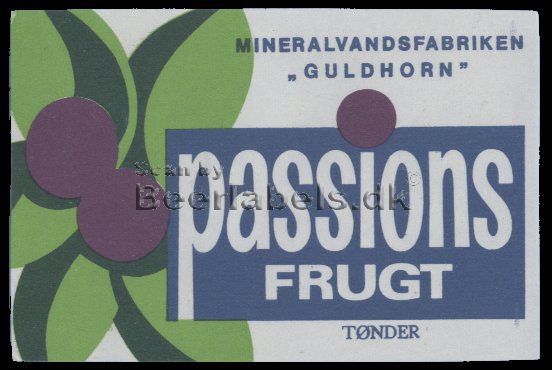 MINERALVANDSFABRIKEN
„GULDHORN”
Scan by
Beerlabels.dk ©
passions
FRUGT
TØNDER